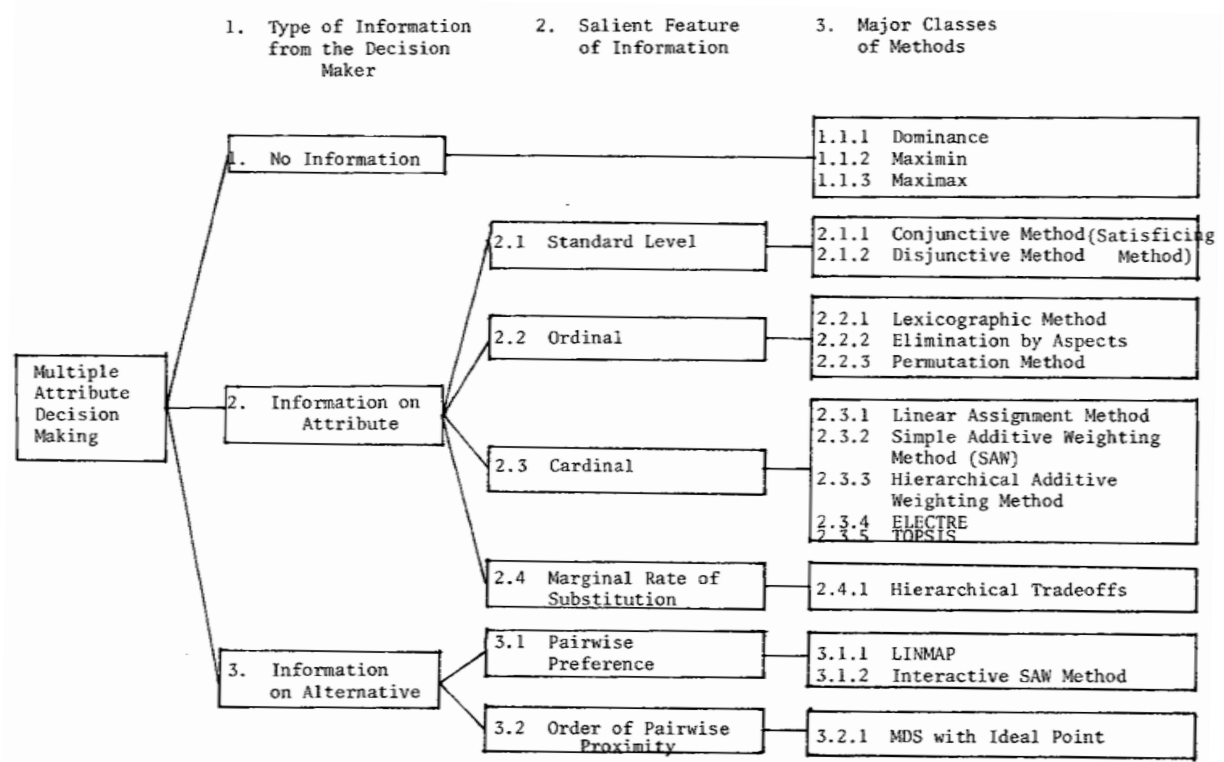 1. Type of Information from the Decision Maker
2. Salient Feature of Information
3. Major Classes of Methods
Multiple
Attribute
Decision
Making
1. No Information
1.1.1 Dominance
1.1.2 Maximin
1.1.3 Maximax
2. Information on
Attribute
2.1 Standard Level
2.1.1 Conjunctive Method (Satisficing
2.1.2 Disjunctive Method Method)
2.2 Ordinal
2.2.1 Lexicographic Method
2.2.2 Elimination by Aspects
2.2.3 Permutation Method
2.3 Cardinal
2.3.1 Linear Assignment Method
2.3.2 Simple Additive Weighting
Method (SAW)
2.3.3 Hierarchical Additive
Weighting Method
2.3.4 ELECTRE
2.3.5 TOPSIS
2.4 Marginal Rate of
Substitution
2.4.1 Hierarchical Tradeoffs
3. Information
on Alternative
3.1 Pairwise
Preference
3.1.1 LINMAP
3.1.2 Interactive SAW Method
3.2 Order of Pairwise
Proximity
3.2.1 MDS with Ideal Point